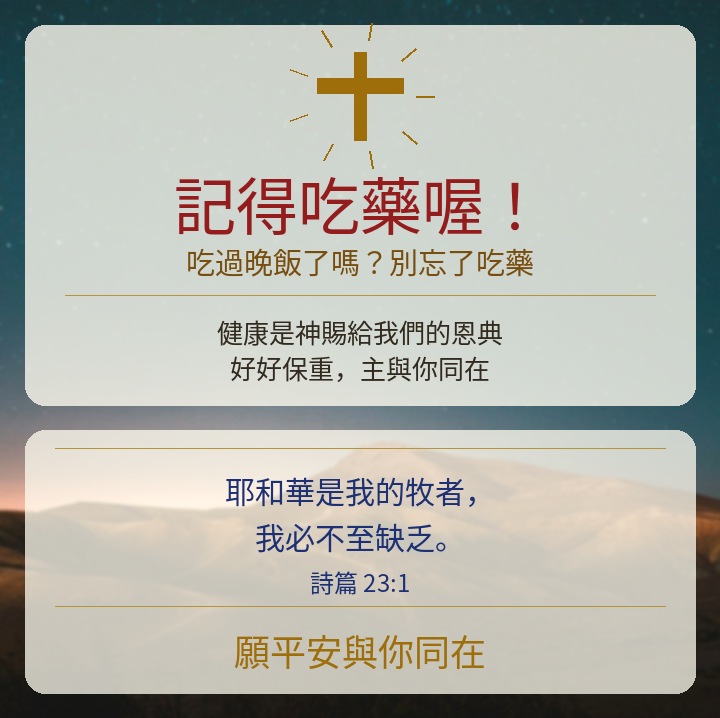 記得吃藥喔！
吃過晚飯了嗎？別忘了吃藥
健康是神賜給我們的恩典
好好保重，主與你同在
耶和華是我的牧者，
我必不至缺乏。
詩篇 23:1
願平安與你同在